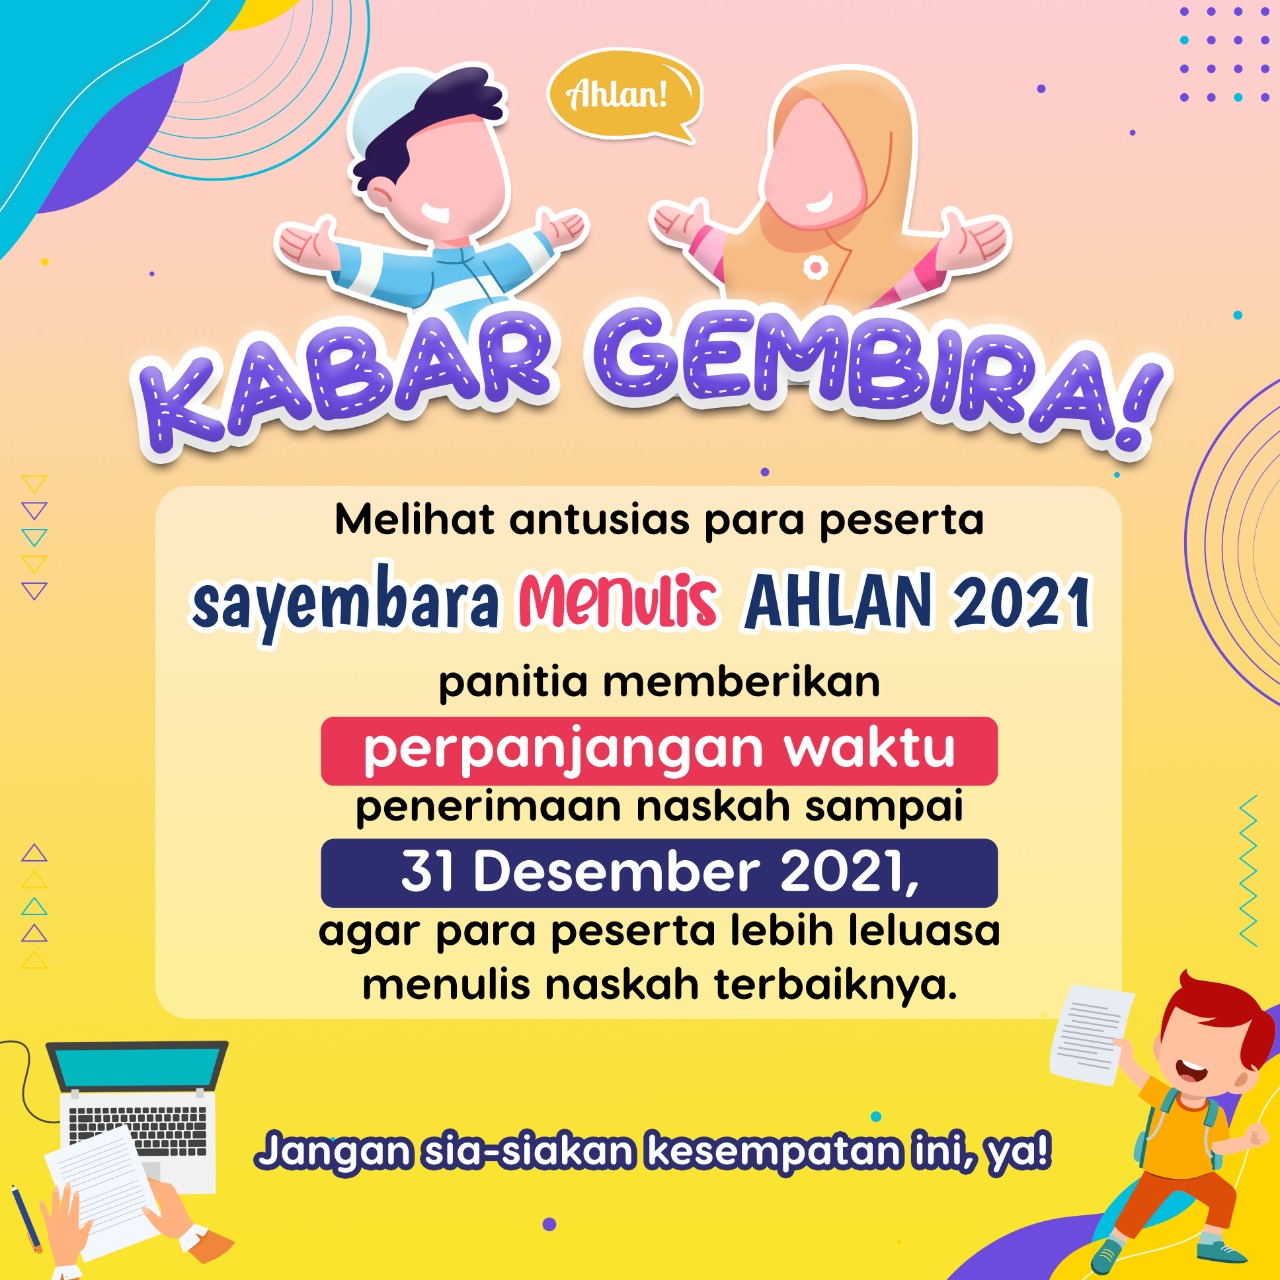 Ahlan!
KABAR GEMBIRA!
Melihat antusias para peserta
sayembara Menulis AHLAN 2021
panitia memberikan
perpanjangan waktu
penerimaan naskah sampai
31 Desember 2021,
agar para peserta lebih leluasa
menulis naskah terbaiknya.
Jangan sia-siakan kesempatan ini, ya!